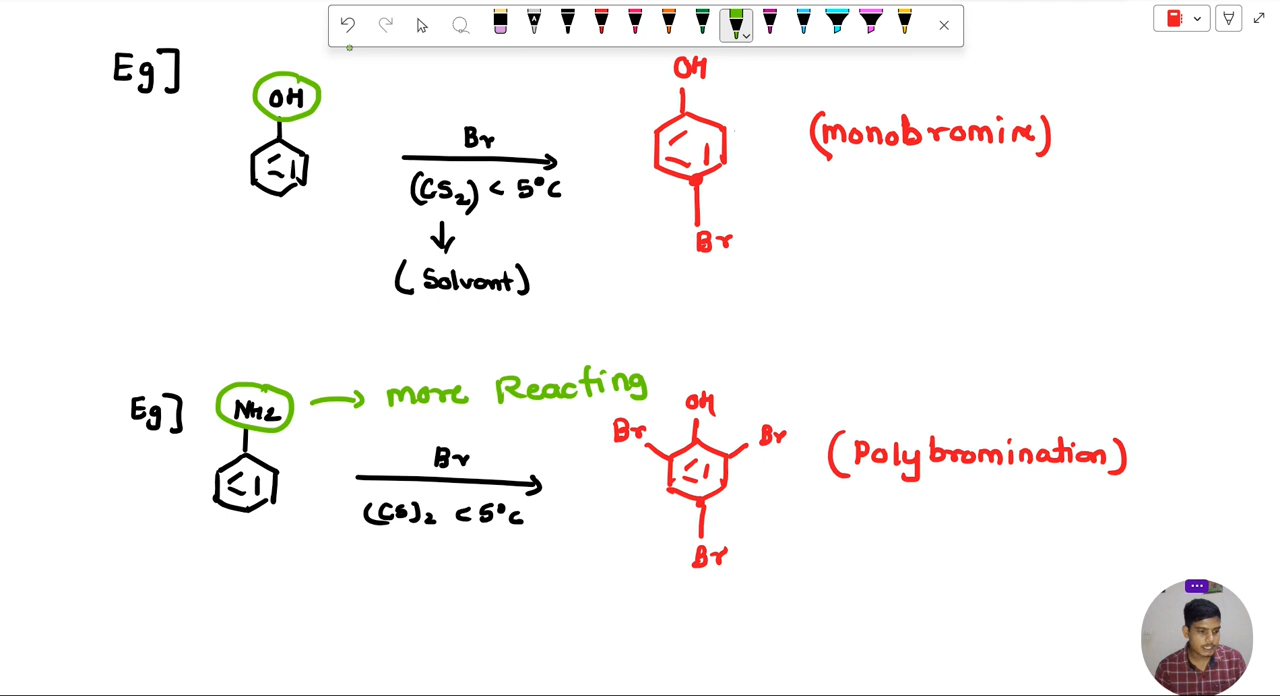 Eg]
OH
Br
(CS2) < 5°C
(Solvant)
OH
Br
(monobromine)
Eg]
NH2
more Reacting
Br
(CS)2 < 5°C
OH
Br
Br
Br
(Polybromination)